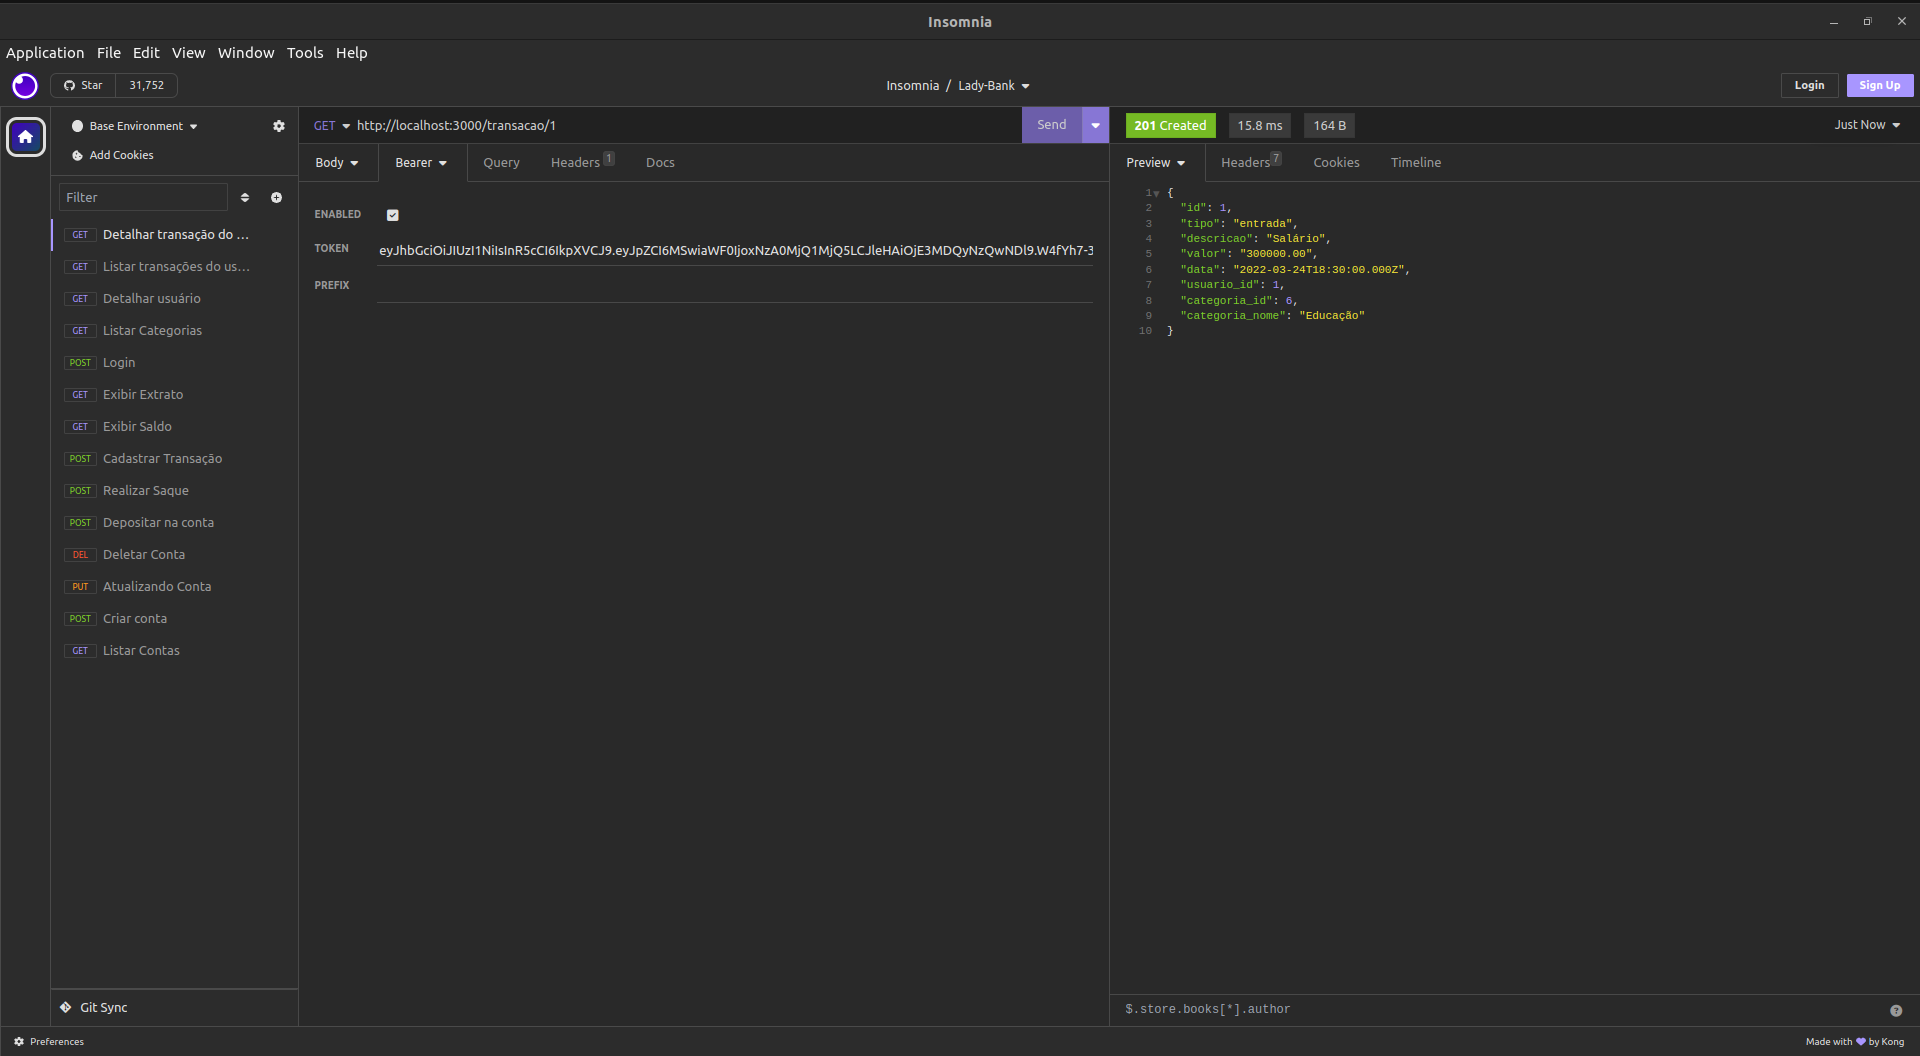 Insomnia
Application File Edit View Window Tools Help
Star 31,752
Insomnia / Lady-Bank
Login Sign Up
Base Environment
Add Cookies
Filter
GET Detalhar transação do ...
GET Listar transações do us...
GET Detalhar usuário
GET Listar Categorias
POST Login
GET Exibir Extrato
GET Exibir Saldo
POST Cadastrar Transação
POST Realizar Saque
POST Depositar na conta
DEL Deletar Conta
PUT Atualizando Conta
POST Criar conta
GET Listar Contas
Git Sync
Preferences
GET http://localhost:3000/transacao/1 Send
Body Bearer Query Headers 1 Docs
ENABLED
TOKEN eyJhbGciOiJIUzI1NiIsInR5cCI6IkpXVCJ9.eyJpZCI6MSwiaWF0IjoxNzA0MjQ1MjQ5LCJleHAiOjE3MDQyNzQwNDl9.W4fYh7-3
PREFIX
201 Created 15.8 ms 164 B Just Now
Preview Headers 7 Cookies Timeline
1 {
2 "id": 1,
3 "tipo": "entrada",
4 "descricao": "Salário",
5 "valor": "300000.00",
6 "data": "2022-03-24T18:30:00.000Z",
7 "usuario_id": 1,
8 "categoria_id": 6,
9 "categoria_nome": "Educação"
10 }
$.store.books[*].author
Made with by Kong